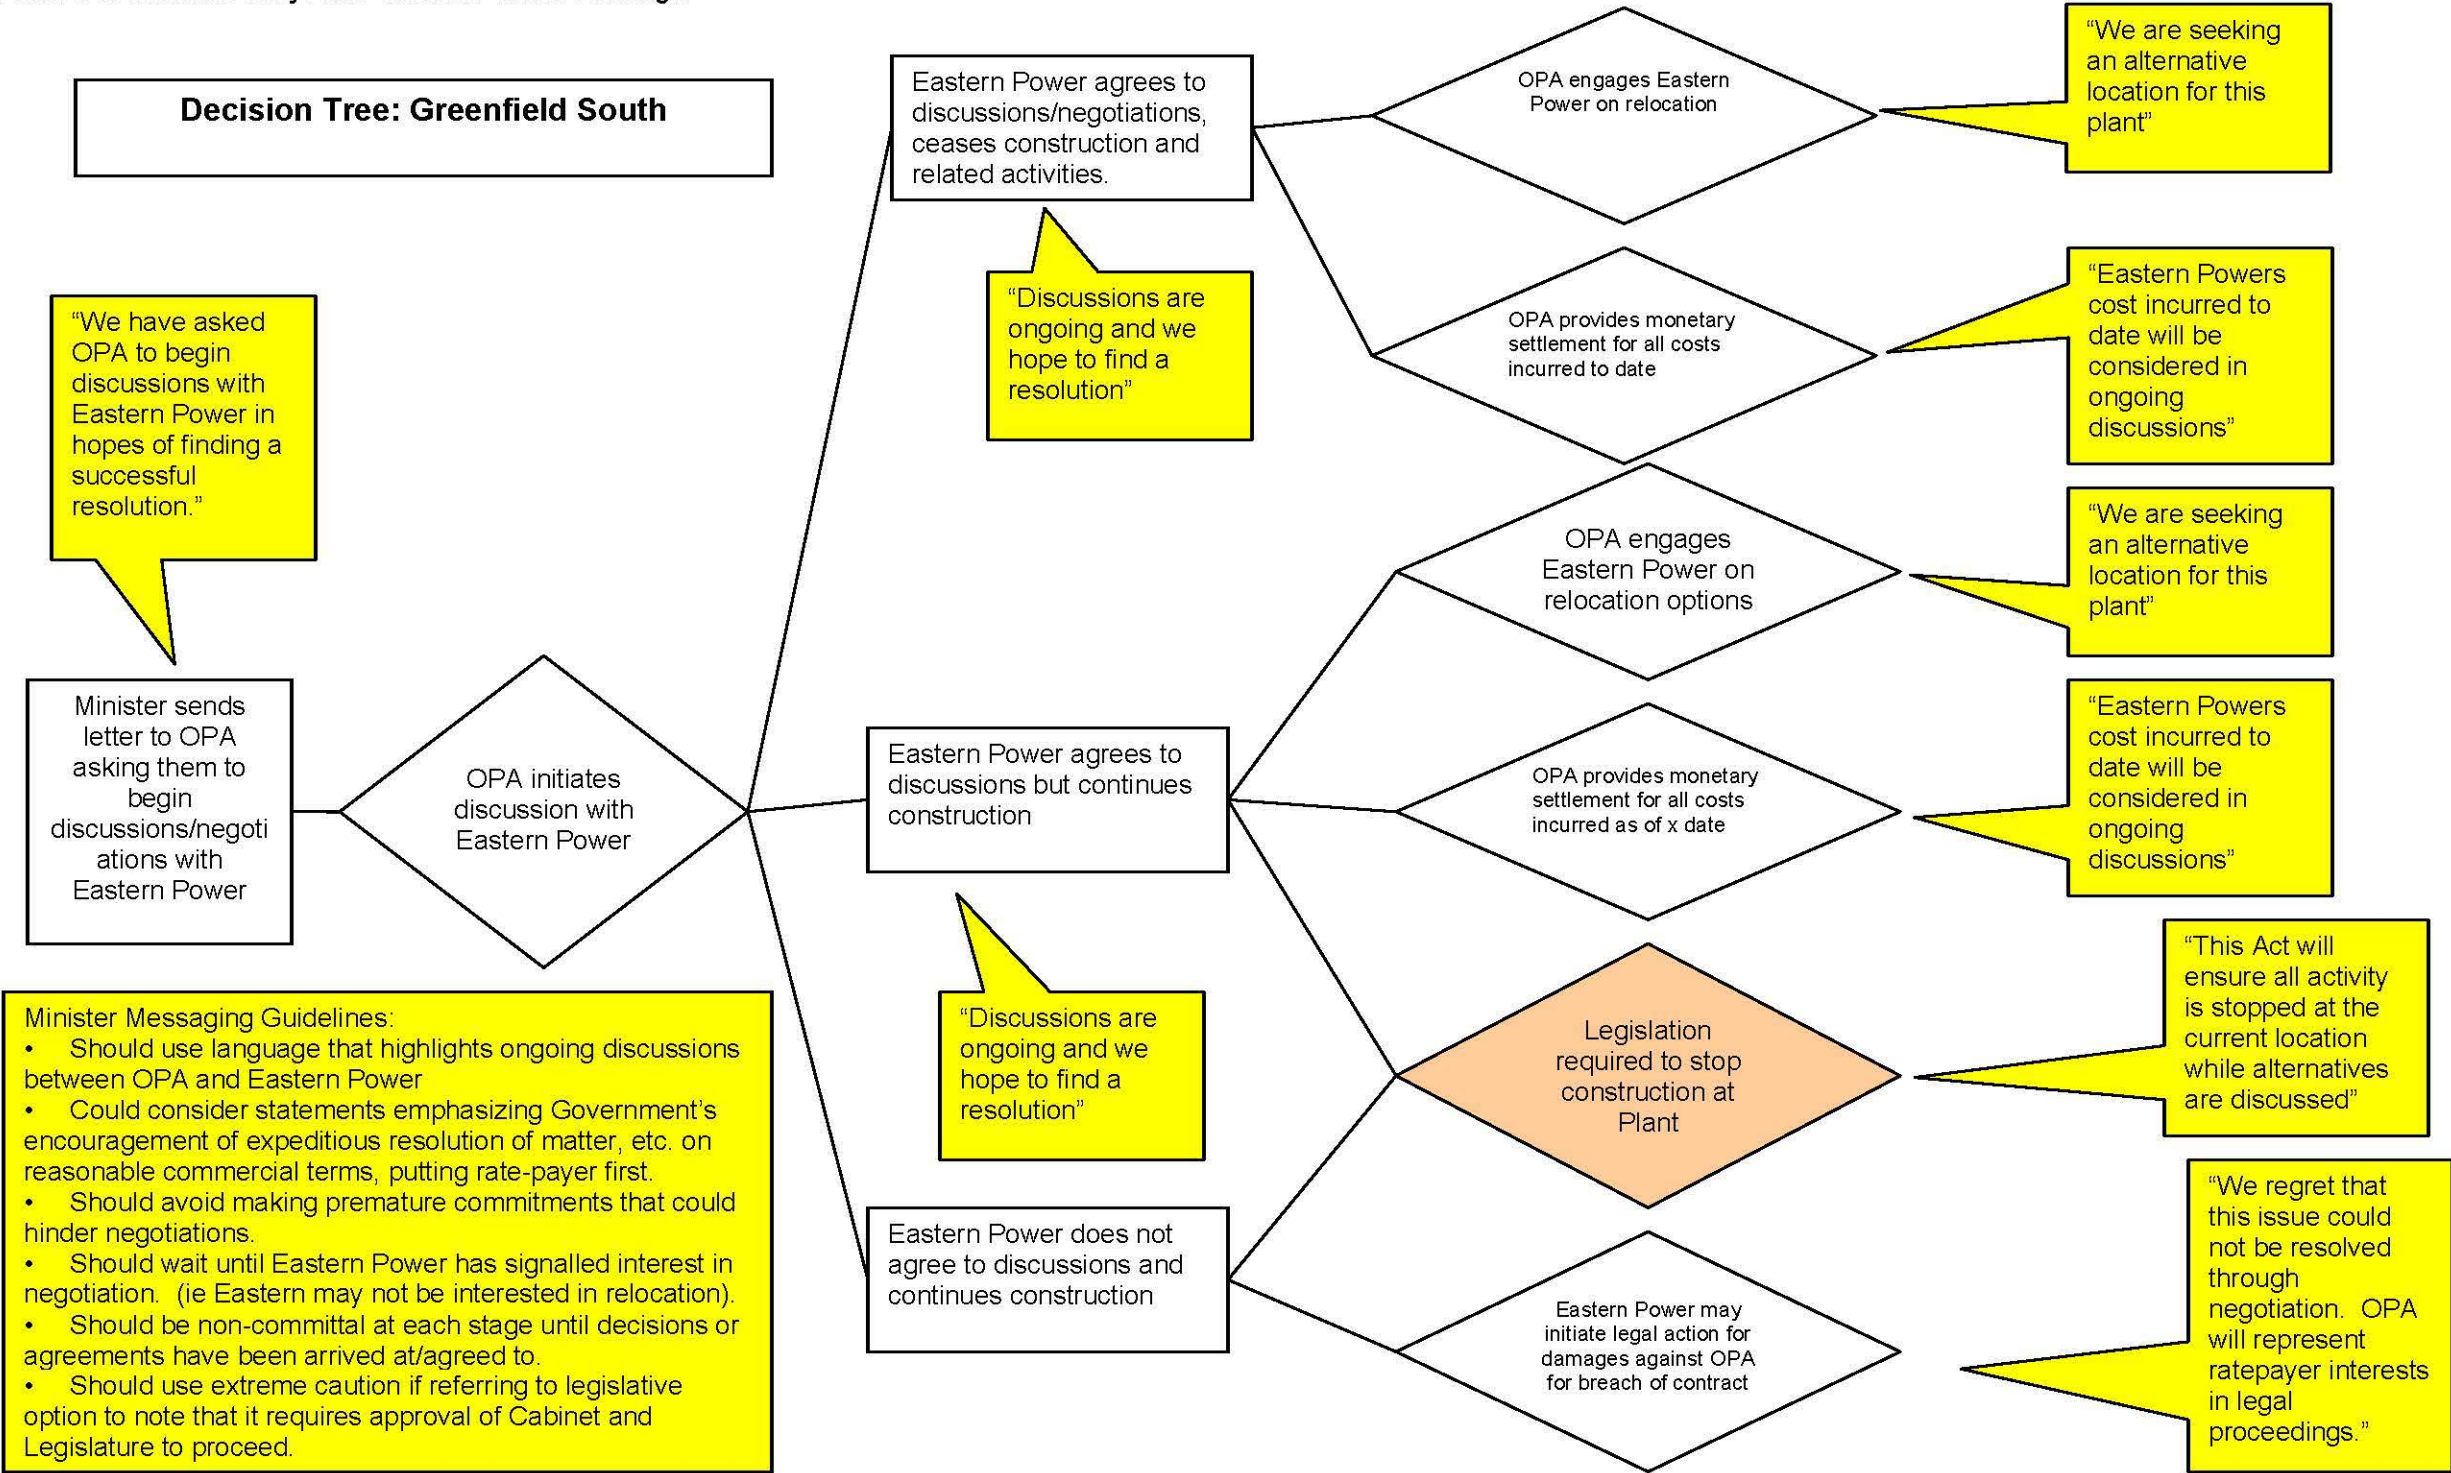 Decision Tree: Greenfield South
Eastern Power agrees to
discussions/negotiations,
ceases construction and
related activities.
OPA engages Eastern
Power on relocation
“We are seeking
an alternative
location for this
plant”
“We have asked
OPA to begin
discussions with
Eastern Power in
hopes of finding a
successful
resolution.”
“Discussions are
ongoing and we
hope to find a
resolution”
OPA provides monetary
settlement for all costs
incurred to date
“Eastern Powers
cost incurred to
date will be
considered in
ongoing
discussions”
OPA engages
Eastern Power on
relocation options
“We are seeking
an alternative
location for this
plant”
Minister sends
letter to OPA
asking them to
begin
discussions/negoti
ations with
Eastern Power
OPA initiates
discussion with
Eastern Power
Eastern Power agrees to
discussions but continues
construction
OPA provides monetary
settlement for all costs
incurred as of x date
“Eastern Powers
cost incurred to
date will be
considered in
ongoing
discussions”
“Discussions are
ongoing and we
hope to find a
resolution”
Legislation
required to stop
construction at
Plant
“This Act will
ensure all activity
is stopped at the
current location
while alternatives
are discussed”
Minister Messaging Guidelines:
• Should use language that highlights ongoing discussions
between OPA and Eastern Power
• Could consider statements emphasizing Government’s
encouragement of expeditious resolution of matter, etc. on
reasonable commercial terms, putting rate-payer first.
• Should avoid making premature commitments that could
hinder negotiations.
• Should wait until Eastern Power has signalled interest in
negotiation.  (ie Eastern may not be interested in relocation).
• Should be non-committal at each stage until decisions or
agreements have been arrived at/agreed to.
• Should use extreme caution if referring to legislative
option to note that it requires approval of Cabinet and
Legislature to proceed.
Eastern Power does not
agree to discussions and
continues construction
Eastern Power may
initiate legal action for
damages against OPA
for breach of contract
“We regret that
this issue could
not be resolved
through
negotiation.  OPA
will represent
ratepayer interests
in legal
proceedings.”